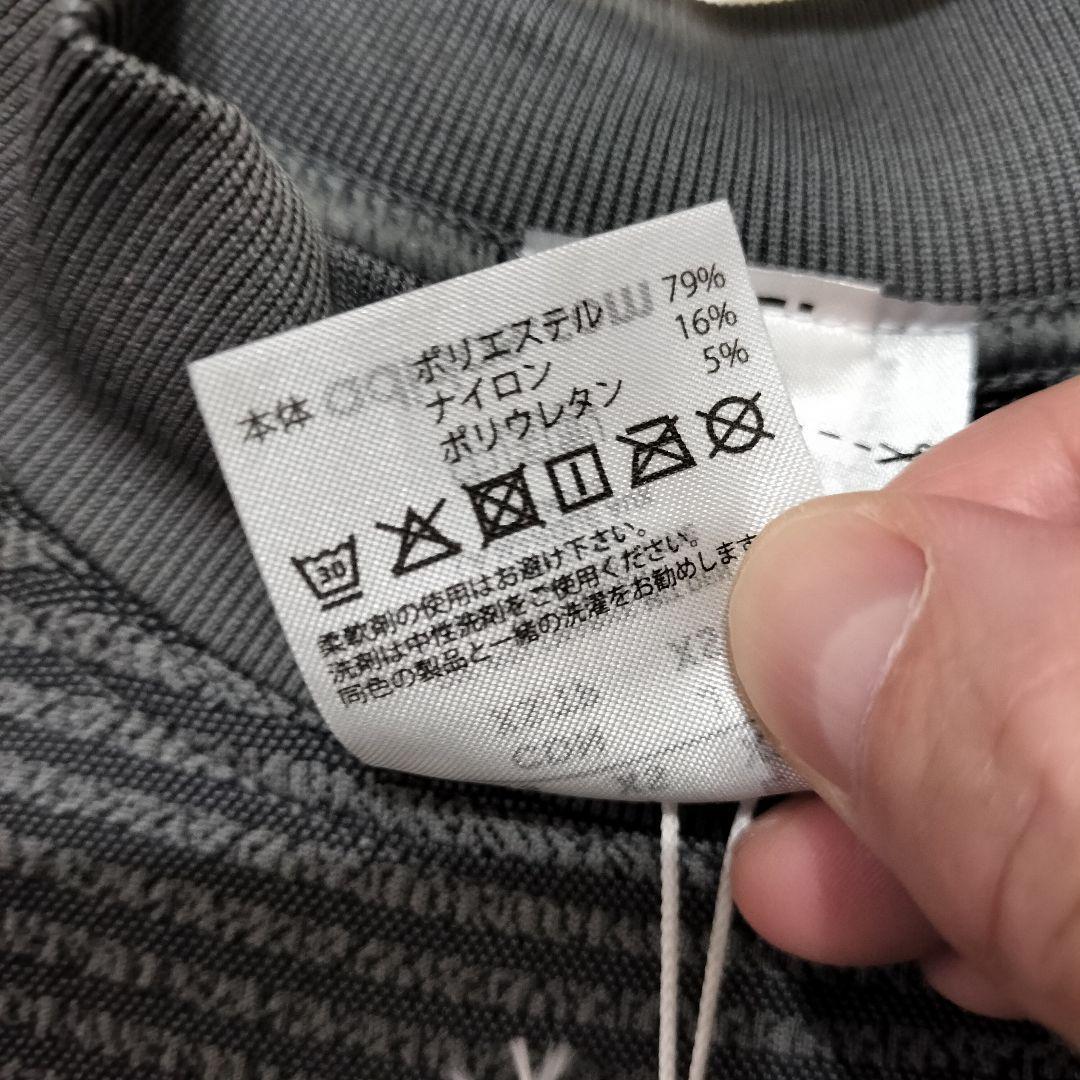 本体 ポリエステル 79%
ナイロン 16%
ポリウレタン 5%
30
柔軟剤の使用はお避け下さい。
洗剤は中性洗剤をご使用ください。
同色の製品と一緒の洗濯をお勧めします